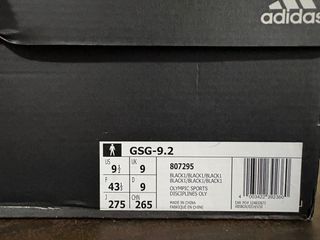 adidas
GSG-9.2
US
9½
UK
9
807295
F
43⅓
D
9
BLACK1/BLACK1/BLACK1
BLACK1/BLACK1/BLACK1
OLYMPIC SPORTS
DISCIPLINES OLY
J
275
CHN
265
MADE IN CHINA
FABRIQUÉ EN CHINE